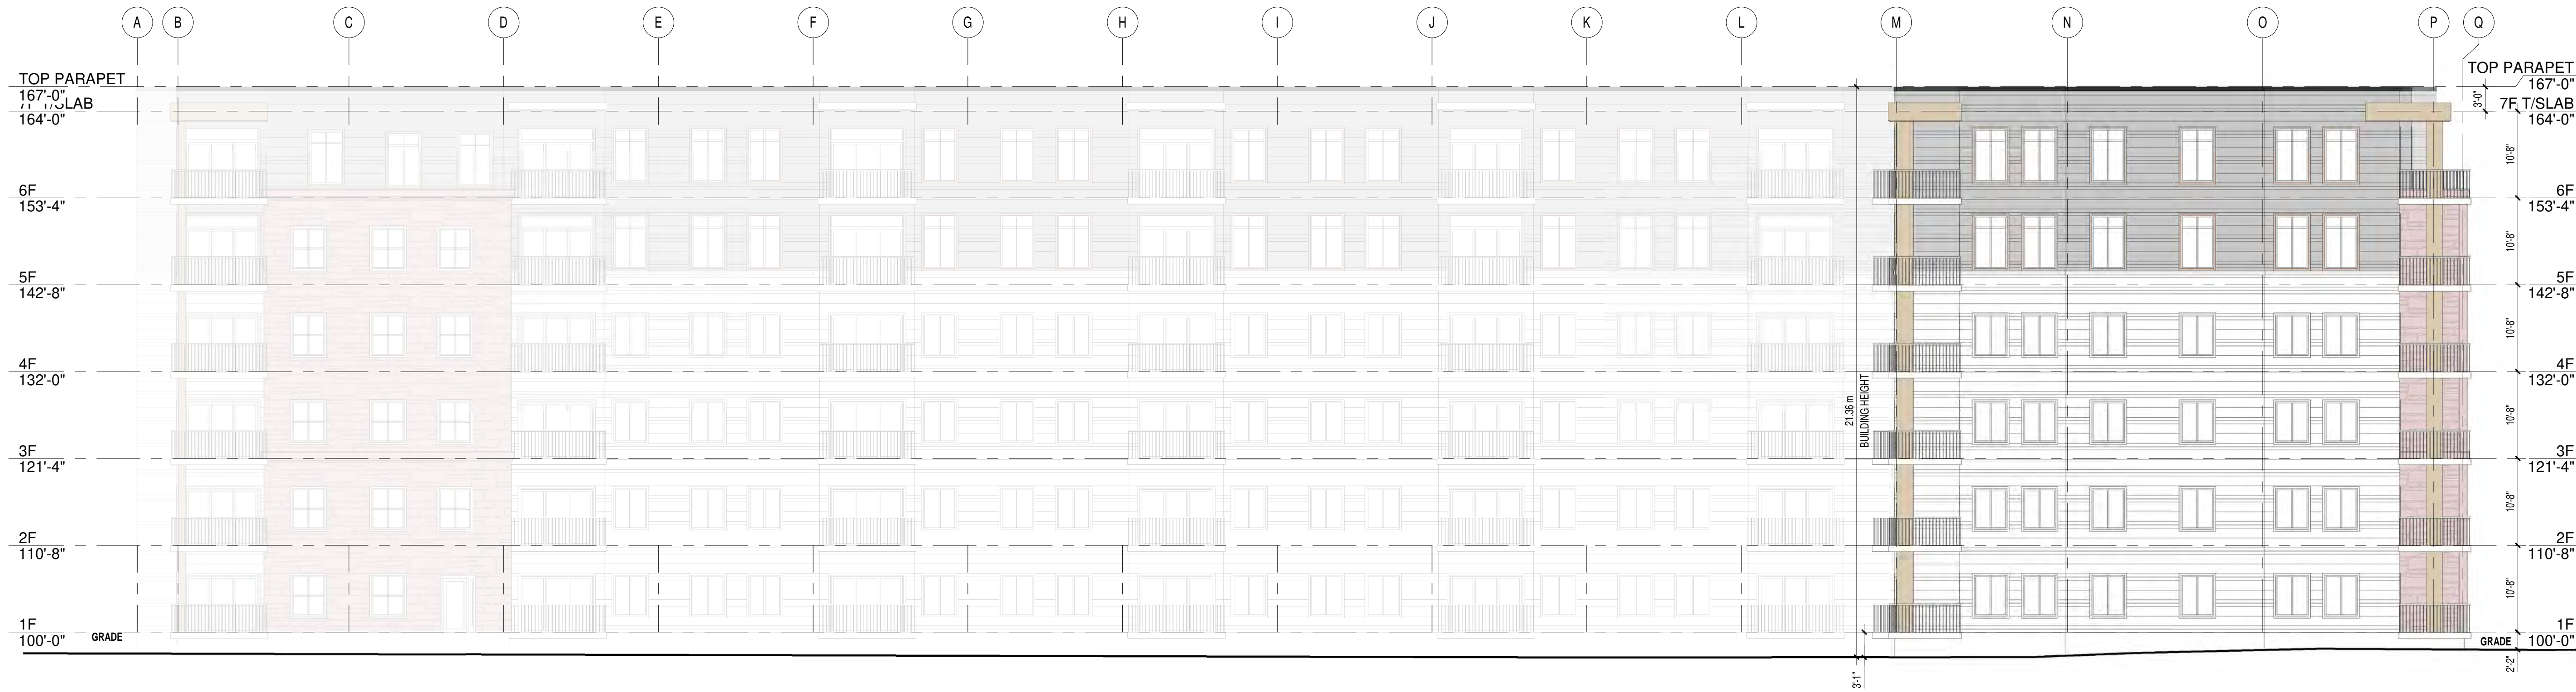 A B C D E F G H I J K L M N O P Q
TOP PARAPET
167'-0"
7F T/SLAB
164'-0"
6F
153'-4"
5F
142'-8"
4F
132'-0"
3F
121'-4"
2F
110'-8"
1F
100'-0"
GRADE
21.36 m
BUILDING HEIGHT
3'-1"
TOP PARAPET
167'-0"
3'-0"
7F T/SLAB
164'-0"
10'-8"
6F
153'-4"
10'-8"
5F
142'-8"
10'-8"
4F
132'-0"
10'-8"
3F
121'-4"
10'-8"
2F
110'-8"
10'-8"
1F
100'-0"
GRADE
2'-2"